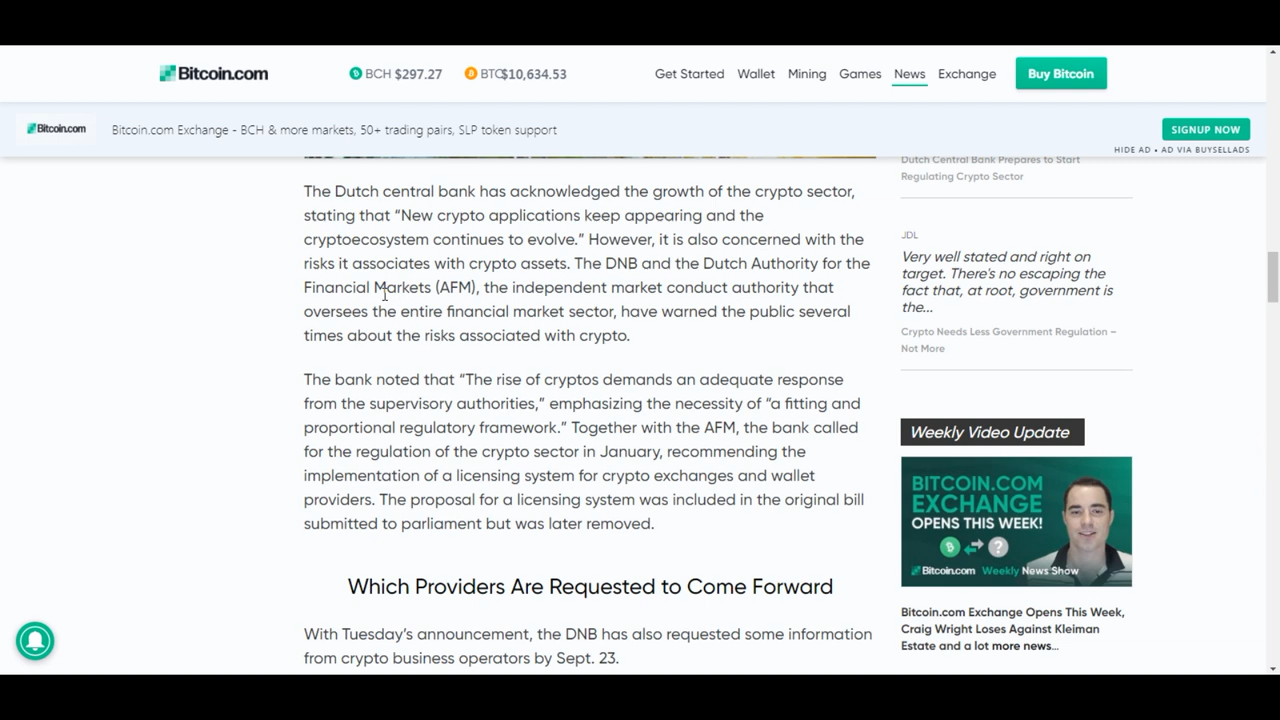 Bitcoin.com
BCH $297.27
BTC $10,634.53
Get Started Wallet Mining Games News Exchange Buy Bitcoin
Bitcoin.com Bitcoin.com Exchange - BCH & more markets, 50+ trading pairs, SLP token support
SIGNUP NOW
HIDE AD • AD VIA BUYSELLADS
The Dutch central bank has acknowledged the growth of the crypto sector,
stating that “New crypto applications keep appearing and the
cryptoecosystem continues to evolve.” However, it is also concerned with the
risks it associates with crypto assets. The DNB and the Dutch Authority for the
Financial Markets (AFM), the independent market conduct authority that
oversees the entire financial market sector, have warned the public several
times about the risks associated with crypto.
The bank noted that “The rise of cryptos demands an adequate response
from the supervisory authorities,” emphasizing the necessity of “a fitting and
proportional regulatory framework.” Together with the AFM, the bank called
for the regulation of the crypto sector in January, recommending the
implementation of a licensing system for crypto exchanges and wallet
providers. The proposal for a licensing system was included in the original bill
submitted to parliament but was later removed.
Which Providers Are Requested to Come Forward
With Tuesday’s announcement, the DNB has also requested some information
from crypto business operators by Sept. 23.
Dutch Central Bank Prepares to Start
Regulating Crypto Sector
JDL
Very well stated and right on
target. There's no escaping the
fact that, at root, government is
the...
Crypto Needs Less Government Regulation –
Not More
Weekly Video Update
BITCOIN.COM
EXCHANGE
OPENS THIS WEEK!
?
Bitcoin.com Weekly News Show
Bitcoin.com Exchange Opens This Week,
Craig Wright Loses Against Kleiman
Estate and a lot more news...